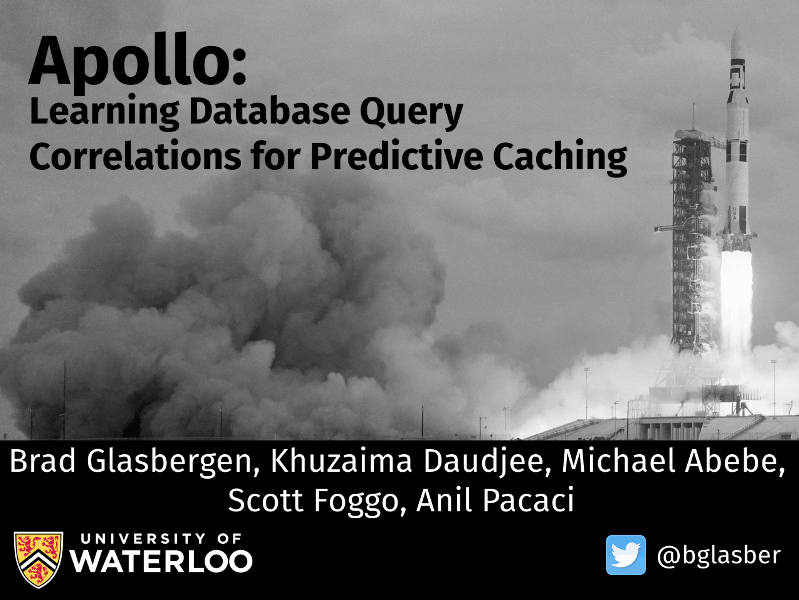 Apollo:
Learning Database Query
Correlations for Predictive Caching
Brad Glasbergen, Khuzaima Daudjee, Michael Abebe,
Scott Foggo, Anil Pacaci
UNIVERSITY OF
WATERLOO
@bglasber